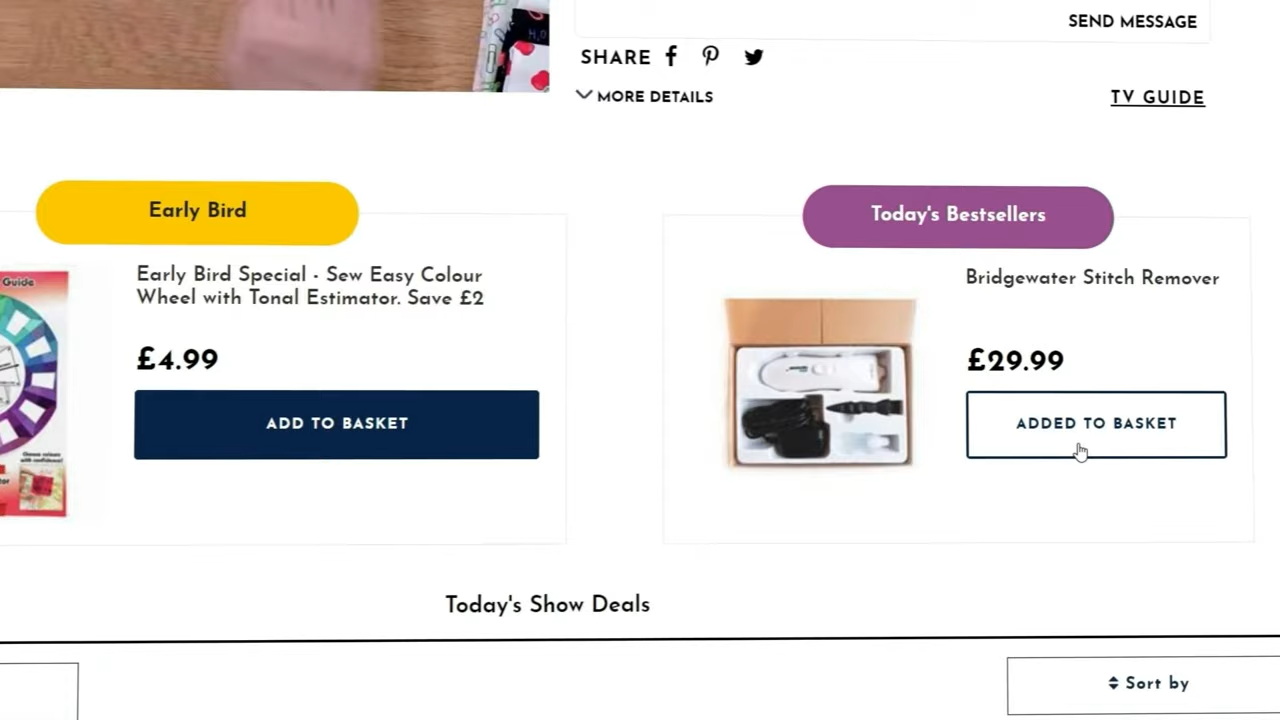 SEND MESSAGE
SHARE
MORE DETAILS
TV GUIDE
Early Bird
Early Bird Special - Sew Easy Colour
Wheel with Tonal Estimator. Save £2
£4.99
ADD TO BASKET
Guide
Today's Bestsellers
Bridgewater Stitch Remover
£29.99
ADDED TO BASKET
Today's Show Deals
Sort by